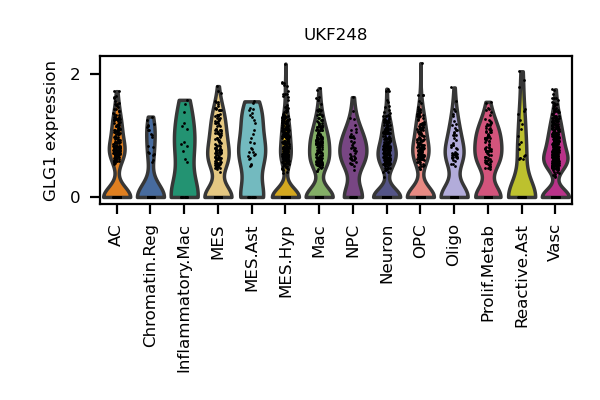 UKF248
GLG1 expression
2
0
AC
Chromatin.Reg
Inflammatory.Mac
MES
MES.Ast
MES.Hyp
Mac
NPC
Neuron
OPC
Oligo
Prolif.Metab
Reactive.Ast
Vasc